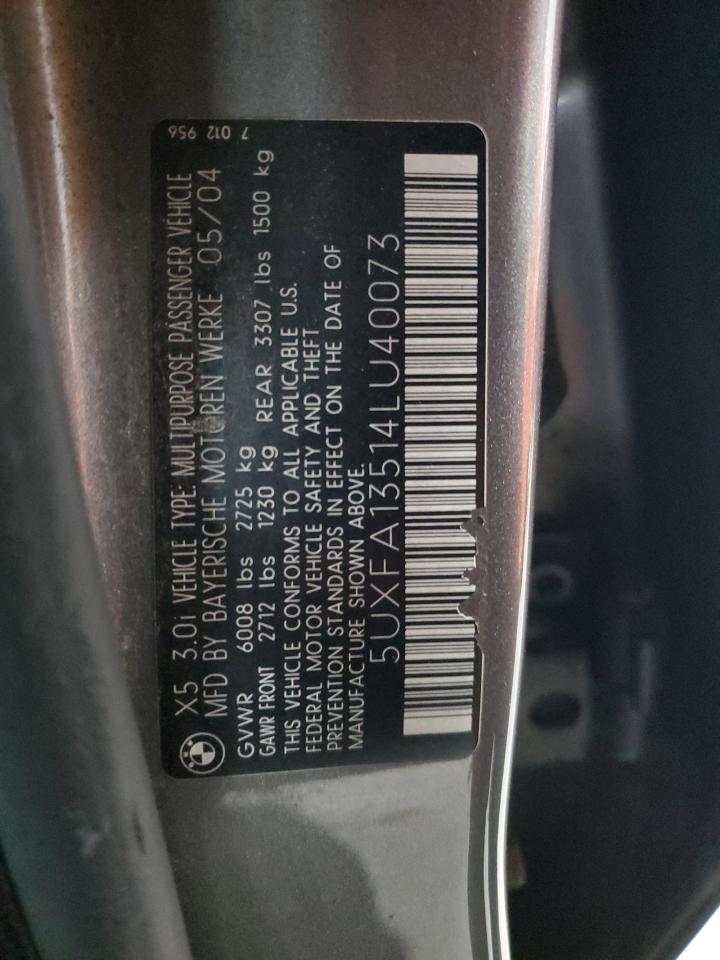 7 012 956
X5 3.0i VEHICLE TYPE: MULTIPURPOSE PASSENGER VEHICLE
MFD BY BAYERISCHE MOTOREN WERKE 05/04
GVWR 6008 lbs 2725 kg
GAWR FRONT 2712 lbs 1230 kg REAR 3307 lbs 1500 kg
THIS VEHICLE CONFORMS TO ALL APPLICABLE U.S.
FEDERAL MOTOR VEHICLE SAFETY AND THEFT
PREVENTION STANDARDS IN EFFECT ON THE DATE OF
MANUFACTURE SHOWN ABOVE.
5UXFA13514LU40073